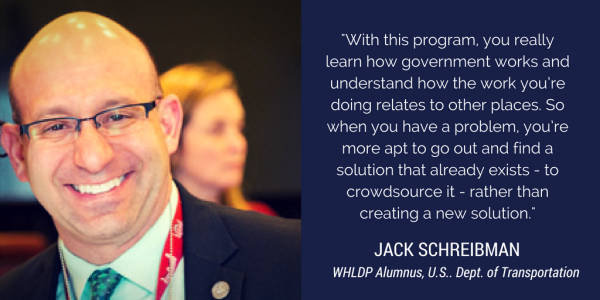 "With this program, you really
learn how government works and
understand how the work you're
doing relates to other places. So
when you have a problem, you're
more apt to go out and find a
solution that already exists - to
crowdsource it - rather than
creating a new solution."
JACK SCHREIBMAN
WHLDP Alumnus, U.S.. Dept. of Transportation